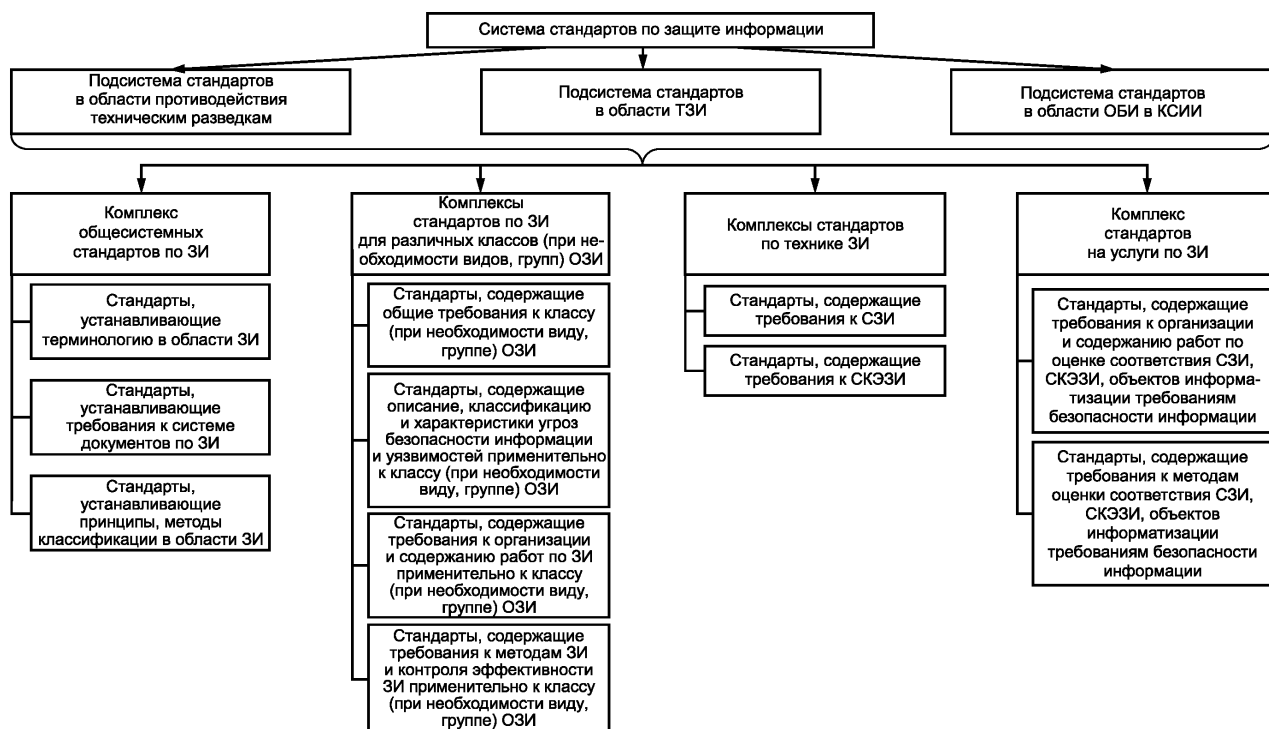 Система стандартов по защите информации
Подсистема стандартов
в области противодействия
техническим разведкам
Подсистема стандартов
в области ТЗИ
Подсистема стандартов
в области ОБИ в КСИИ
Комплекс
общесистемных
стандартов по ЗИ
Стандарты,
устанавливающие
терминологию в области ЗИ
Стандарты,
устанавливающие
требования к системе
документов по ЗИ
Стандарты,
устанавливающие
принципы, методы
классификации в области ЗИ
Комплексы
стандартов по ЗИ
для различных классов (при не-
обходимости видов, групп) ОЗИ
Стандарты, содержащие
общие требования к классу
(при необходимости виду,
группе) ОЗИ
Стандарты, содержащие
описание, классификацию
и характеристики угроз
безопасности информации
и уязвимостей применительно
к классу (при необходимости
виду, группе) ОЗИ
Стандарты, содержащие
требования к организации
и содержанию работ по ЗИ
применительно к классу
(при необходимости виду,
группе) ОЗИ
Стандарты, содержащие
требования к методам ЗИ
и контроля эффективности
ЗИ применительно к классу
(при необходимости виду,
группе) ОЗИ
Комплексы стандартов
по технике ЗИ
Стандарты, содержащие
требования к СЗИ
Стандарты, содержащие
требования к СКЭЗИ
Комплекс
стандартов
на услуги по ЗИ
Стандарты, содержащие
требования к организации
и содержанию работ по
оценке соответствия СЗИ,
СКЭЗИ, объектов информа-
тизации требованиям
безопасности информации
Стандарты, содержащие
требования к методам
оценки соответствия СЗИ,
СКЭЗИ, объектов
информатизации
требованиям безопасности
информации